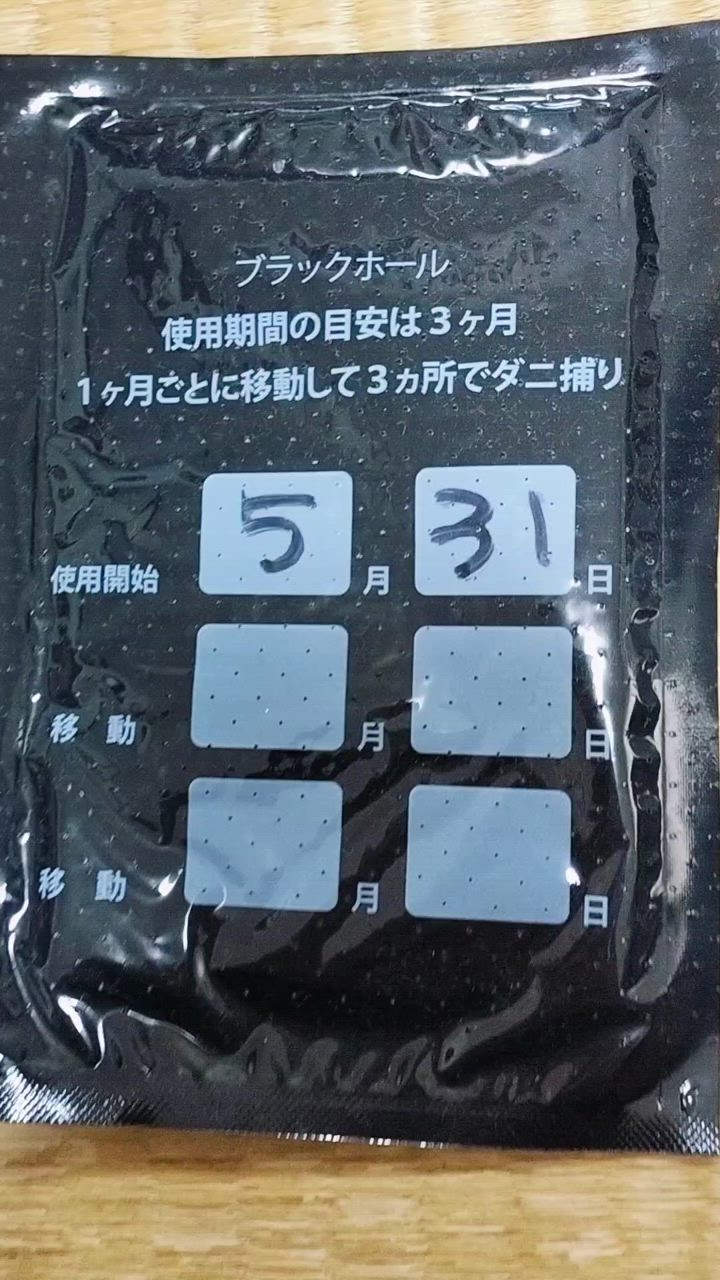 ブラックホール
使用期間の目安は3ヶ月
1ヶ月ごとに移動して3ヵ所でダニ捕り
使用開始 5 月 31 日
移 動 月 日
移 動 月 日